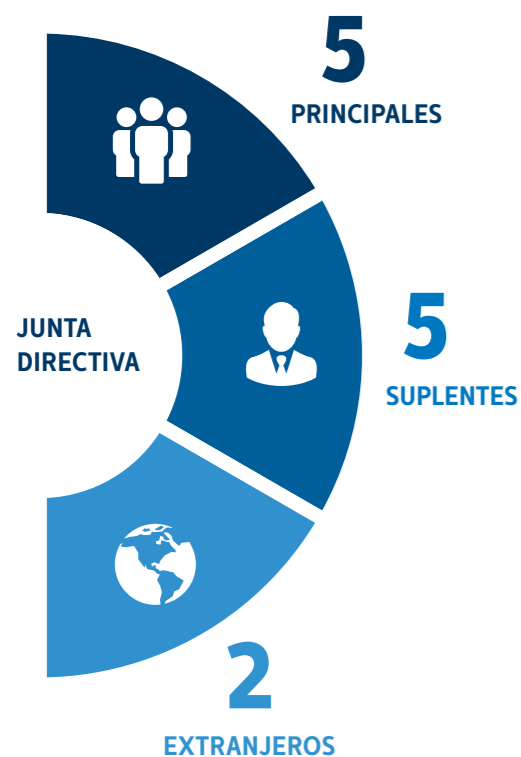 5
PRINCIPALES
JUNTA
DIRECTIVA
5
SUPLENTES
2
EXTRANJEROS